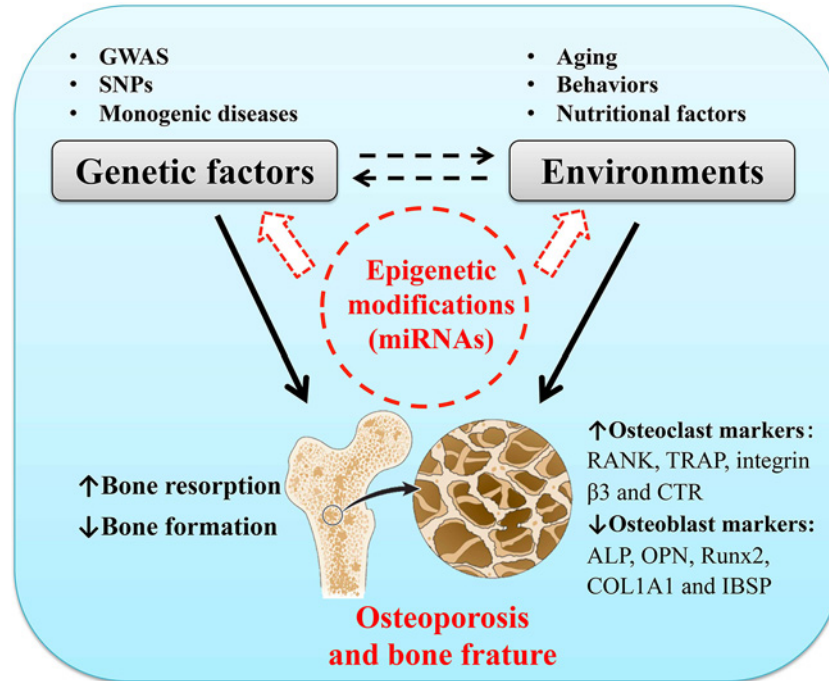 • GWAS
• SNPs
• Monogenic diseases
• Aging
• Behaviors
• Nutritional factors
Genetic factors
Environments
Epigenetic
modifications
(miRNAs)
↑Bone resorption
↓Bone formation
↑Osteoclast markers:
RANK, TRAP, integrin
β3 and CTR
↓Osteoblast markers:
ALP, OPN, Runx2,
COL1A1 and IBSP
Osteoporosis
and bone frature